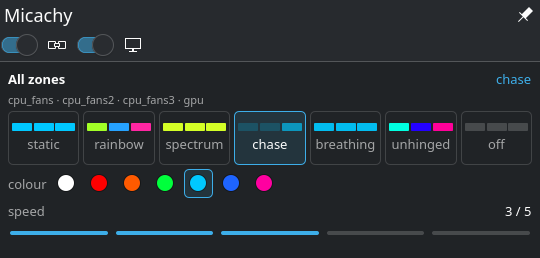 Micachy
All zones chase
cpu_fans · cpu_fans2 · cpu_fans3 · gpu
static rainbow spectrum chase breathing unhinged off
colour
speed 3 / 5